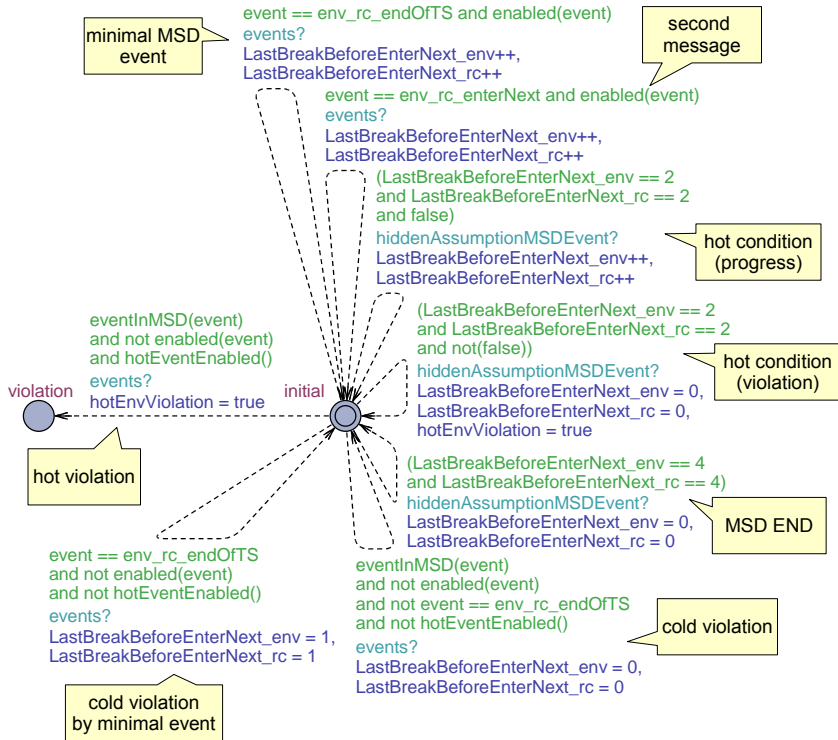 event == env_rc_endOfTS and enabled(event)
events?
LastBreakBeforeEnterNext_env++,
LastBreakBeforeEnterNext_rc++
minimal MSD
event
second
message
event == env_rc_enterNext and enabled(event)
events?
LastBreakBeforeEnterNext_env++,
LastBreakBeforeEnterNext_rc++
(LastBreakBeforeEnterNext_env == 2
and LastBreakBeforeEnterNext_rc == 2
and false)
hiddenAssumptionMSDEvent?
LastBreakBeforeEnterNext_env++,
LastBreakBeforeEnterNext_rc++
hot condition
(progress)
(LastBreakBeforeEnterNext_env == 2
and LastBreakBeforeEnterNext_rc == 2
and not(false))
hiddenAssumptionMSDEvent?
LastBreakBeforeEnterNext_env = 0,
LastBreakBeforeEnterNext_rc = 0,
hotEnvViolation = true
hot condition
(violation)
eventInMSD(event)
and not enabled(event)
and hotEventEnabled()
events?
hotEnvViolation = true
violation
initial
hot violation
(LastBreakBeforeEnterNext_env == 4
and LastBreakBeforeEnterNext_rc == 4)
hiddenAssumptionMSDEvent?
LastBreakBeforeEnterNext_env = 0,
LastBreakBeforeEnterNext_rc = 0
MSD END
event == env_rc_endOfTS
and not enabled(event)
and not hotEventEnabled()
events?
LastBreakBeforeEnterNext_env = 1,
LastBreakBeforeEnterNext_rc = 1
cold violation
by minimal event
eventInMSD(event)
and not enabled(event)
and not event == env_rc_endOfTS
and not hotEventEnabled()
events?
LastBreakBeforeEnterNext_env = 0,
LastBreakBeforeEnterNext_rc = 0
cold violation